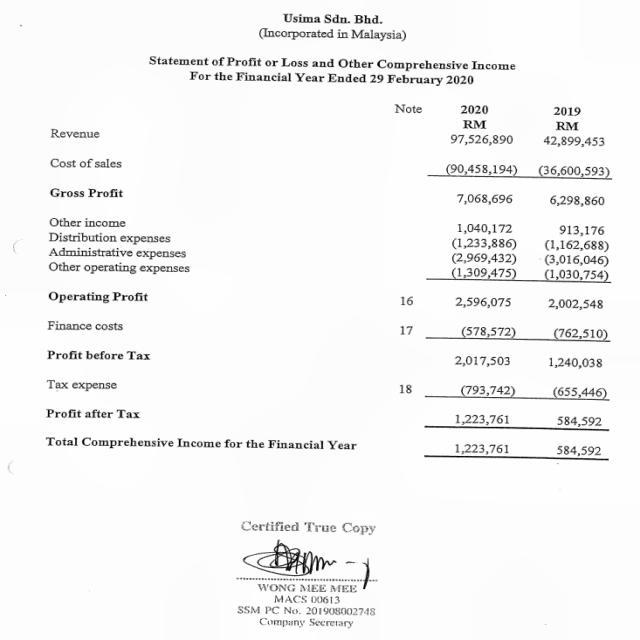 Usima Sdn. Bhd.
(Incorporated in Malaysia)
Statement of Profit or Loss and Other Comprehensive Income
For the Financial Year Ended 29 February 2020
Note 2020 2019
RM RM
Revenue 97,526,890 42,899,453
Cost of sales (90,458,194) (36,600,593)
Gross Profit 7,068,696 6,298,860
Other income 1,040,172 913,176
Distribution expenses (1,233,886) (1,162,688)
Administrative expenses (2,969,432) (3,016,046)
Other operating expenses (1,309,475) (1,030,754)
Operating Profit 16 2,596,075 2,002,548
Finance costs 17 (578,572) (762,510)
Profit before Tax 2,017,503 1,240,038
Tax expense 18 (793,742) (655,446)
Profit after Tax 1,223,761 584,592
Total Comprehensive Income for the Financial Year 1,223,761 584,592
Certified True Copy
WONG MEE MEE
MACS 00613
SSM PC No. 201908002748
Company Secretary